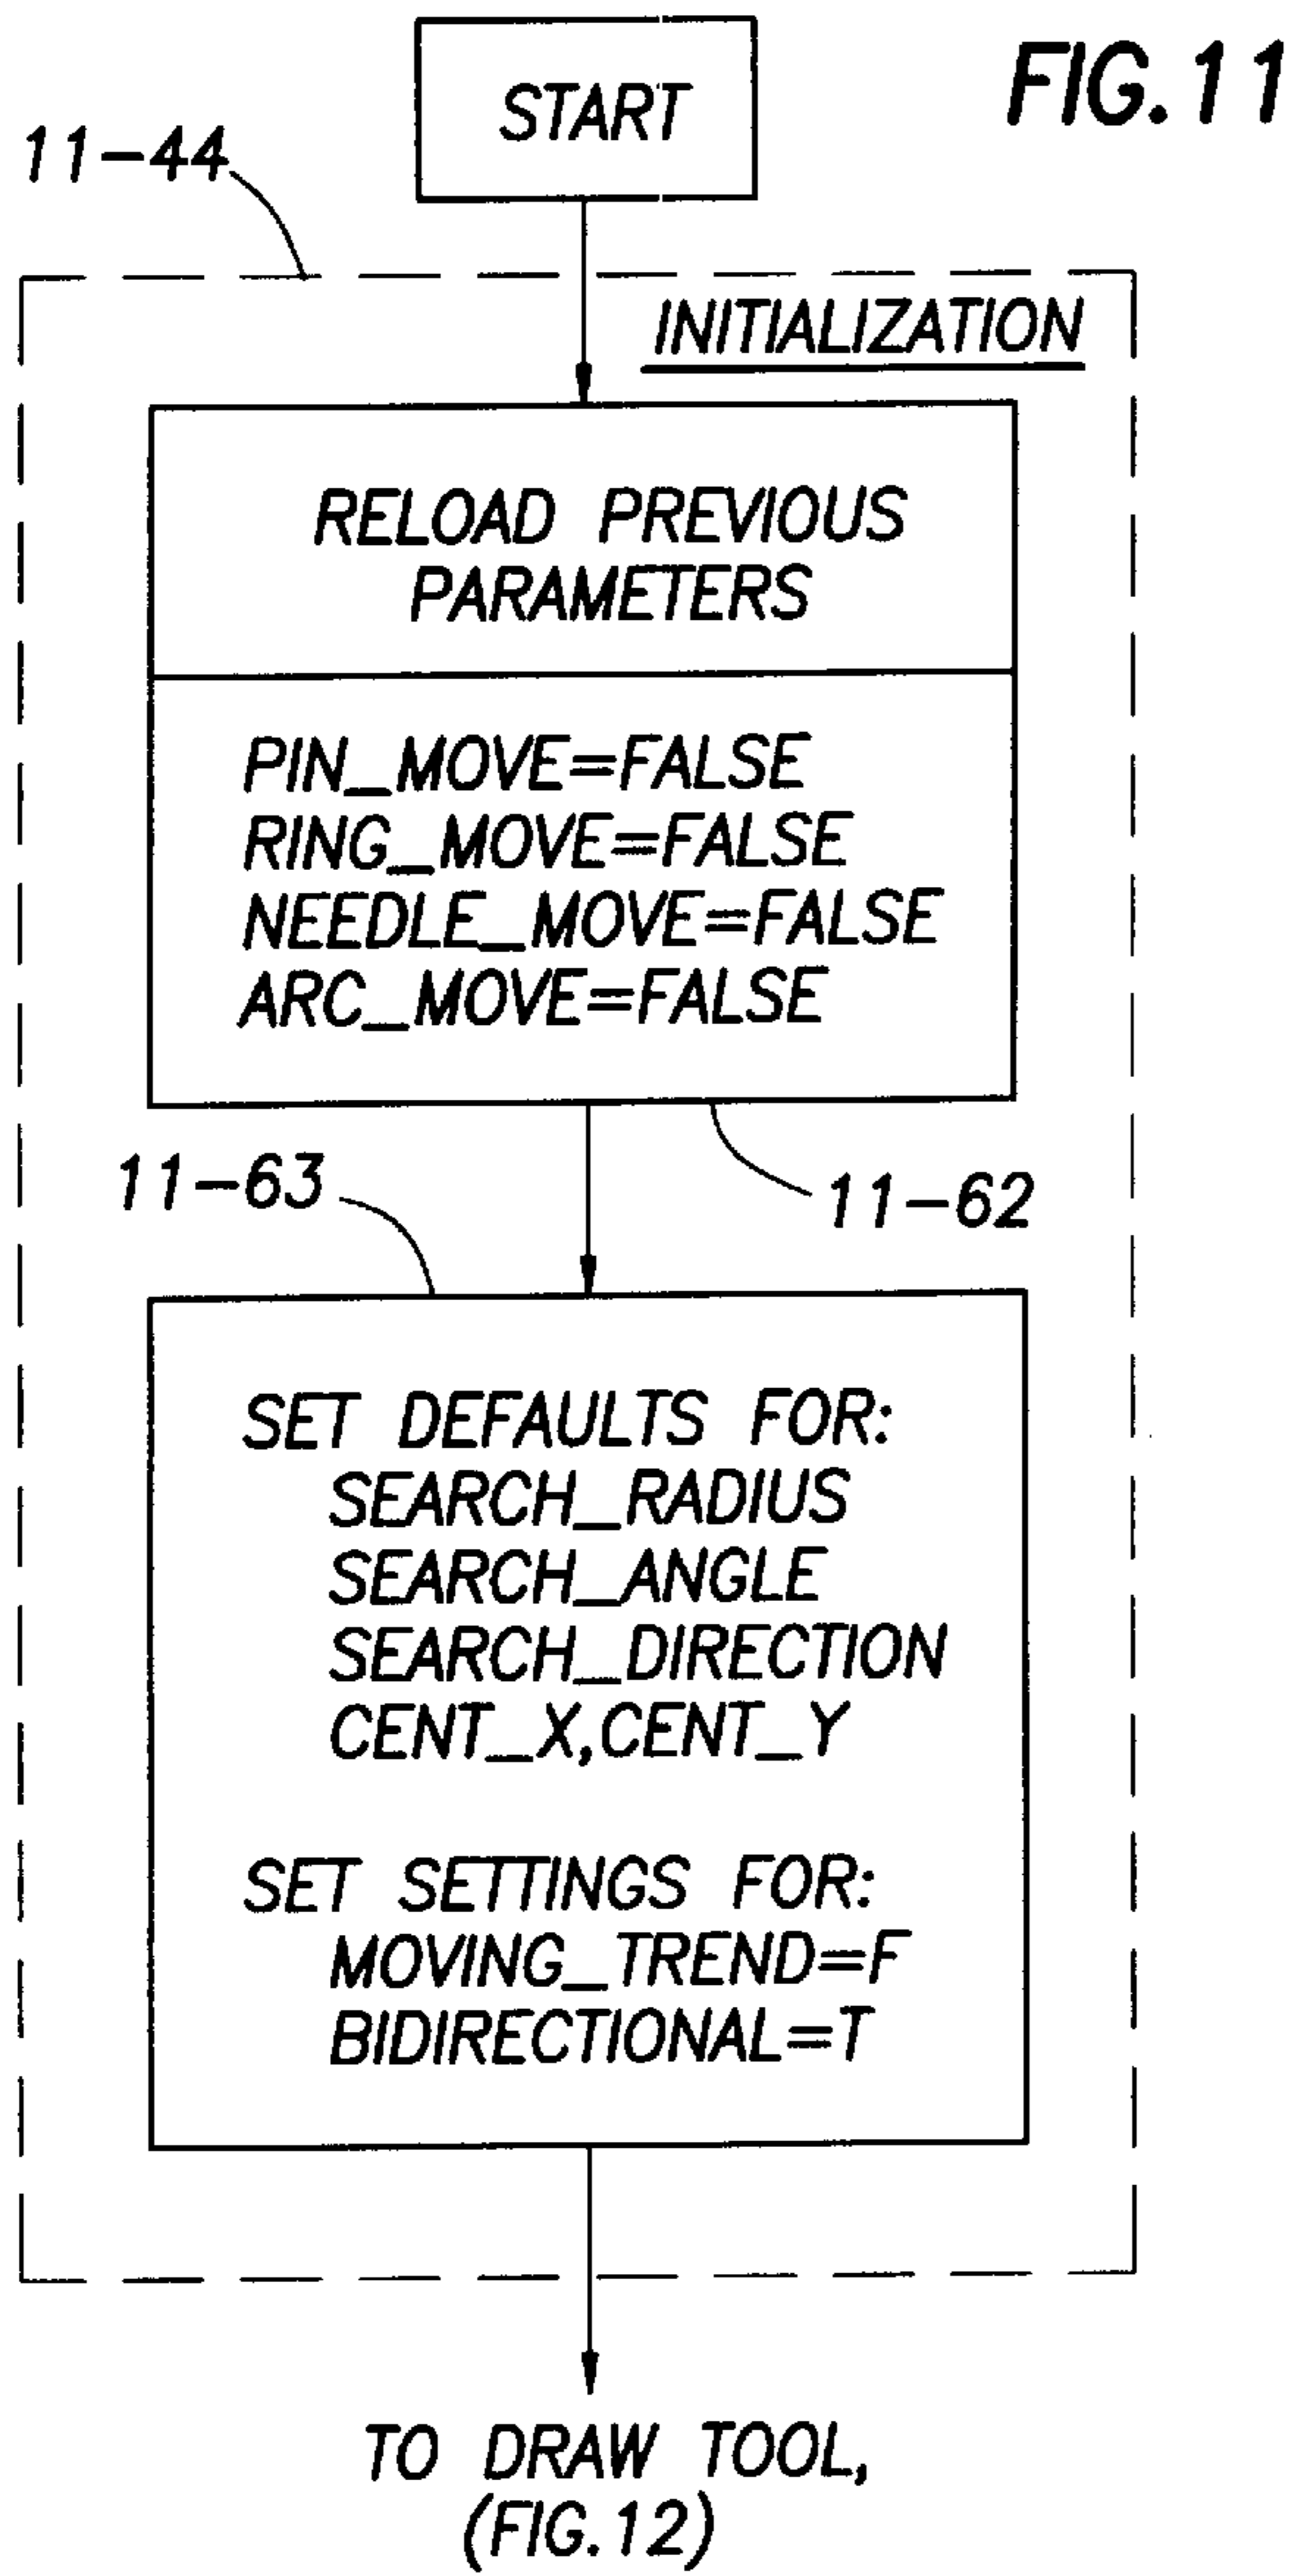 FIG.11
START
11-44
INITIALIZATION
RELOAD PREVIOUS
PARAMETERS
PIN_MOVE=FALSE
RING_MOVE=FALSE
NEEDLE_MOVE=FALSE
ARC_MOVE=FALSE
11-62
11-63
SET DEFAULTS FOR:
SEARCH_RADIUS
SEARCH_ANGLE
SEARCH_DIRECTION
CENT_X,CENT_Y
SET SETTINGS FOR:
MOVING_TREND=F
BIDIRECTIONAL=T
TO DRAW TOOL,
(FIG.12)